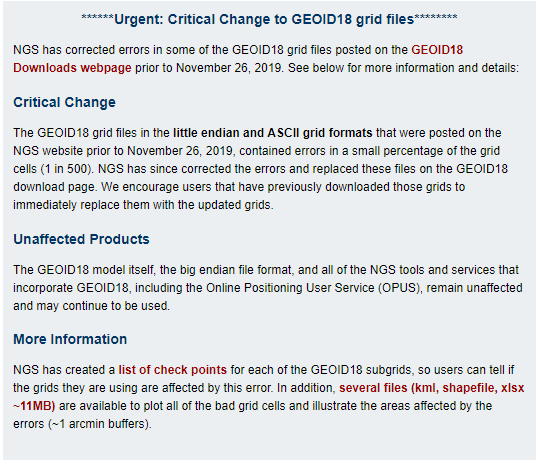 ******Urgent: Critical Change to GEOID18 grid files********
NGS has corrected errors in some of the GEOID18 grid files posted on the GEOID18
Downloads webpage prior to November 26, 2019. See below for more information and details:
Critical Change
The GEOID18 grid files in the little endian and ASCII grid formats that were posted on the
NGS website prior to November 26, 2019, contained errors in a small percentage of the grid
cells (1 in 500). NGS has since corrected the errors and replaced these files on the GEOID18
download page. We encourage users that have previously downloaded those grids to
immediately replace them with the updated grids.
Unaffected Products
The GEOID18 model itself, the big endian file format, and all of the NGS tools and services that
incorporate GEOID18, including the Online Positioning User Service (OPUS), remain unaffected
and may continue to be used.
More Information
NGS has created a list of check points for each of the GEOID18 subgrids, so users can tell if
the grids they are using are affected by this error. In addition, several files (kml, shapefile, xlsx
~11MB) are available to plot all of the bad grid cells and illustrate the areas affected by the
errors (~1 arcmin buffers).